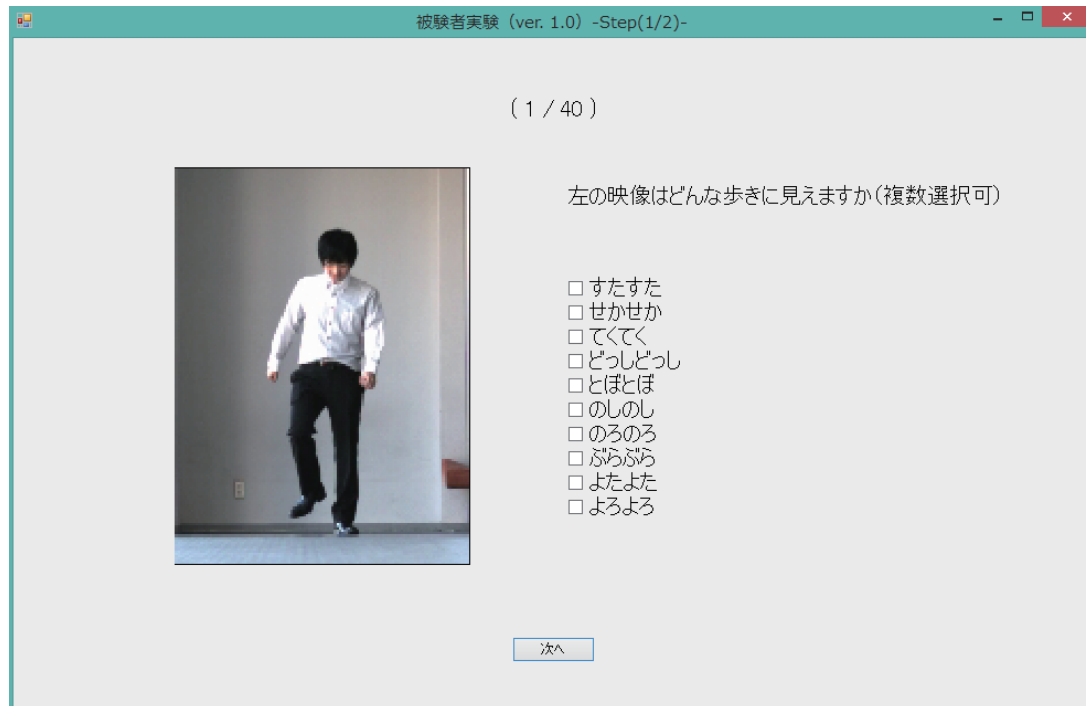 被験者実験（ver. 1.0）-Step(1/2)-
( 1 / 40 )
左の映像はどんな歩きに見えますか(複数選択可)
すたすた
せかせか
てくてく
どっしどっし
とぼとぼ
のしのし
のろのろ
ぶらぶら
よたよた
よろよろ
次へ